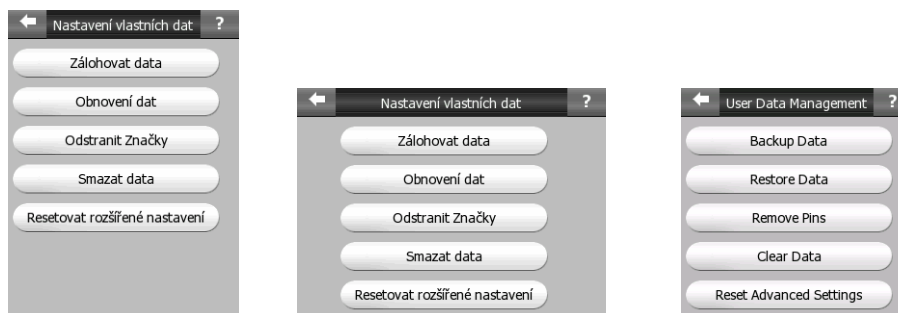 Nastavení vlastních dat ?
Zálohovat data
Obnovení dat
Odstranit Značky
Smazat data
Resetovat rozšířené nastavení
Nastavení vlastních dat ?
Zálohovat data
Obnovení dat
Odstranit Značky
Smazat data
Resetovat rozšířené nastavení
User Data Management ?
Backup Data
Restore Data
Remove Pins
Clear Data
Reset Advanced Settings